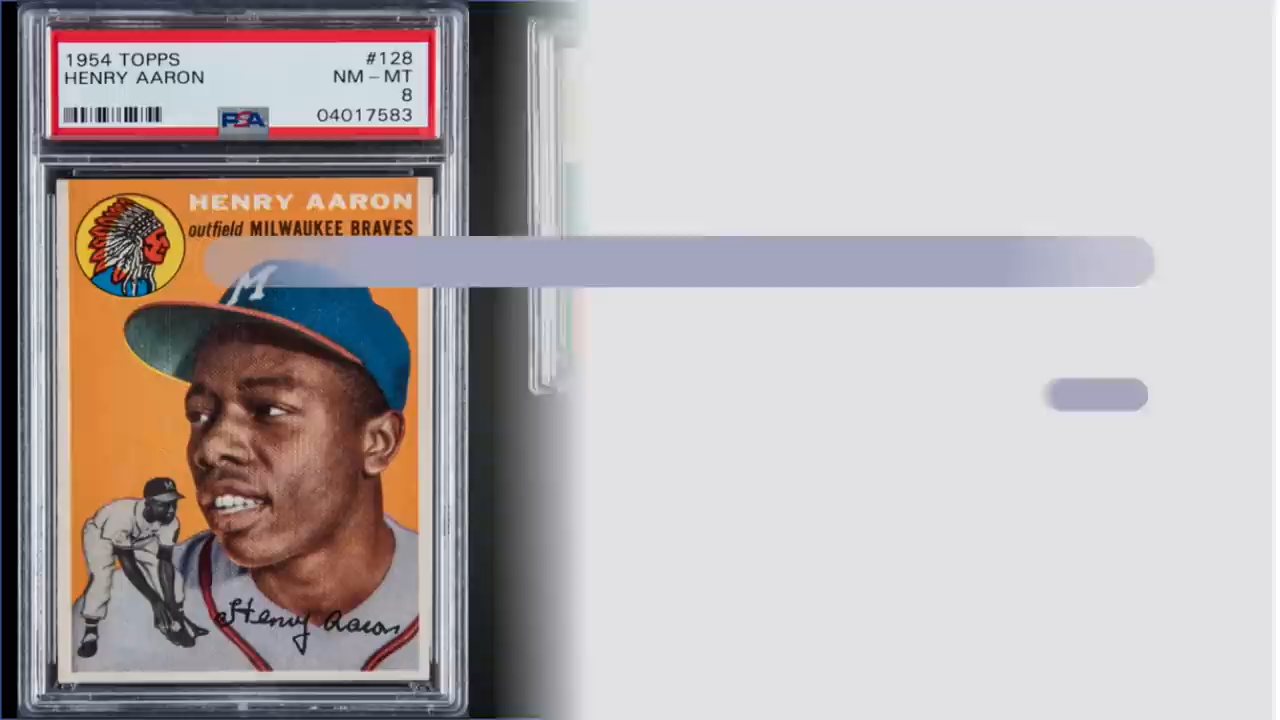 1954 TOPPS #128
HENRY AARON NM - MT
8
PSA 04017583
HENRY AARON
outfield MILWAUKEE BRAVES
M
M
Henry Aaron